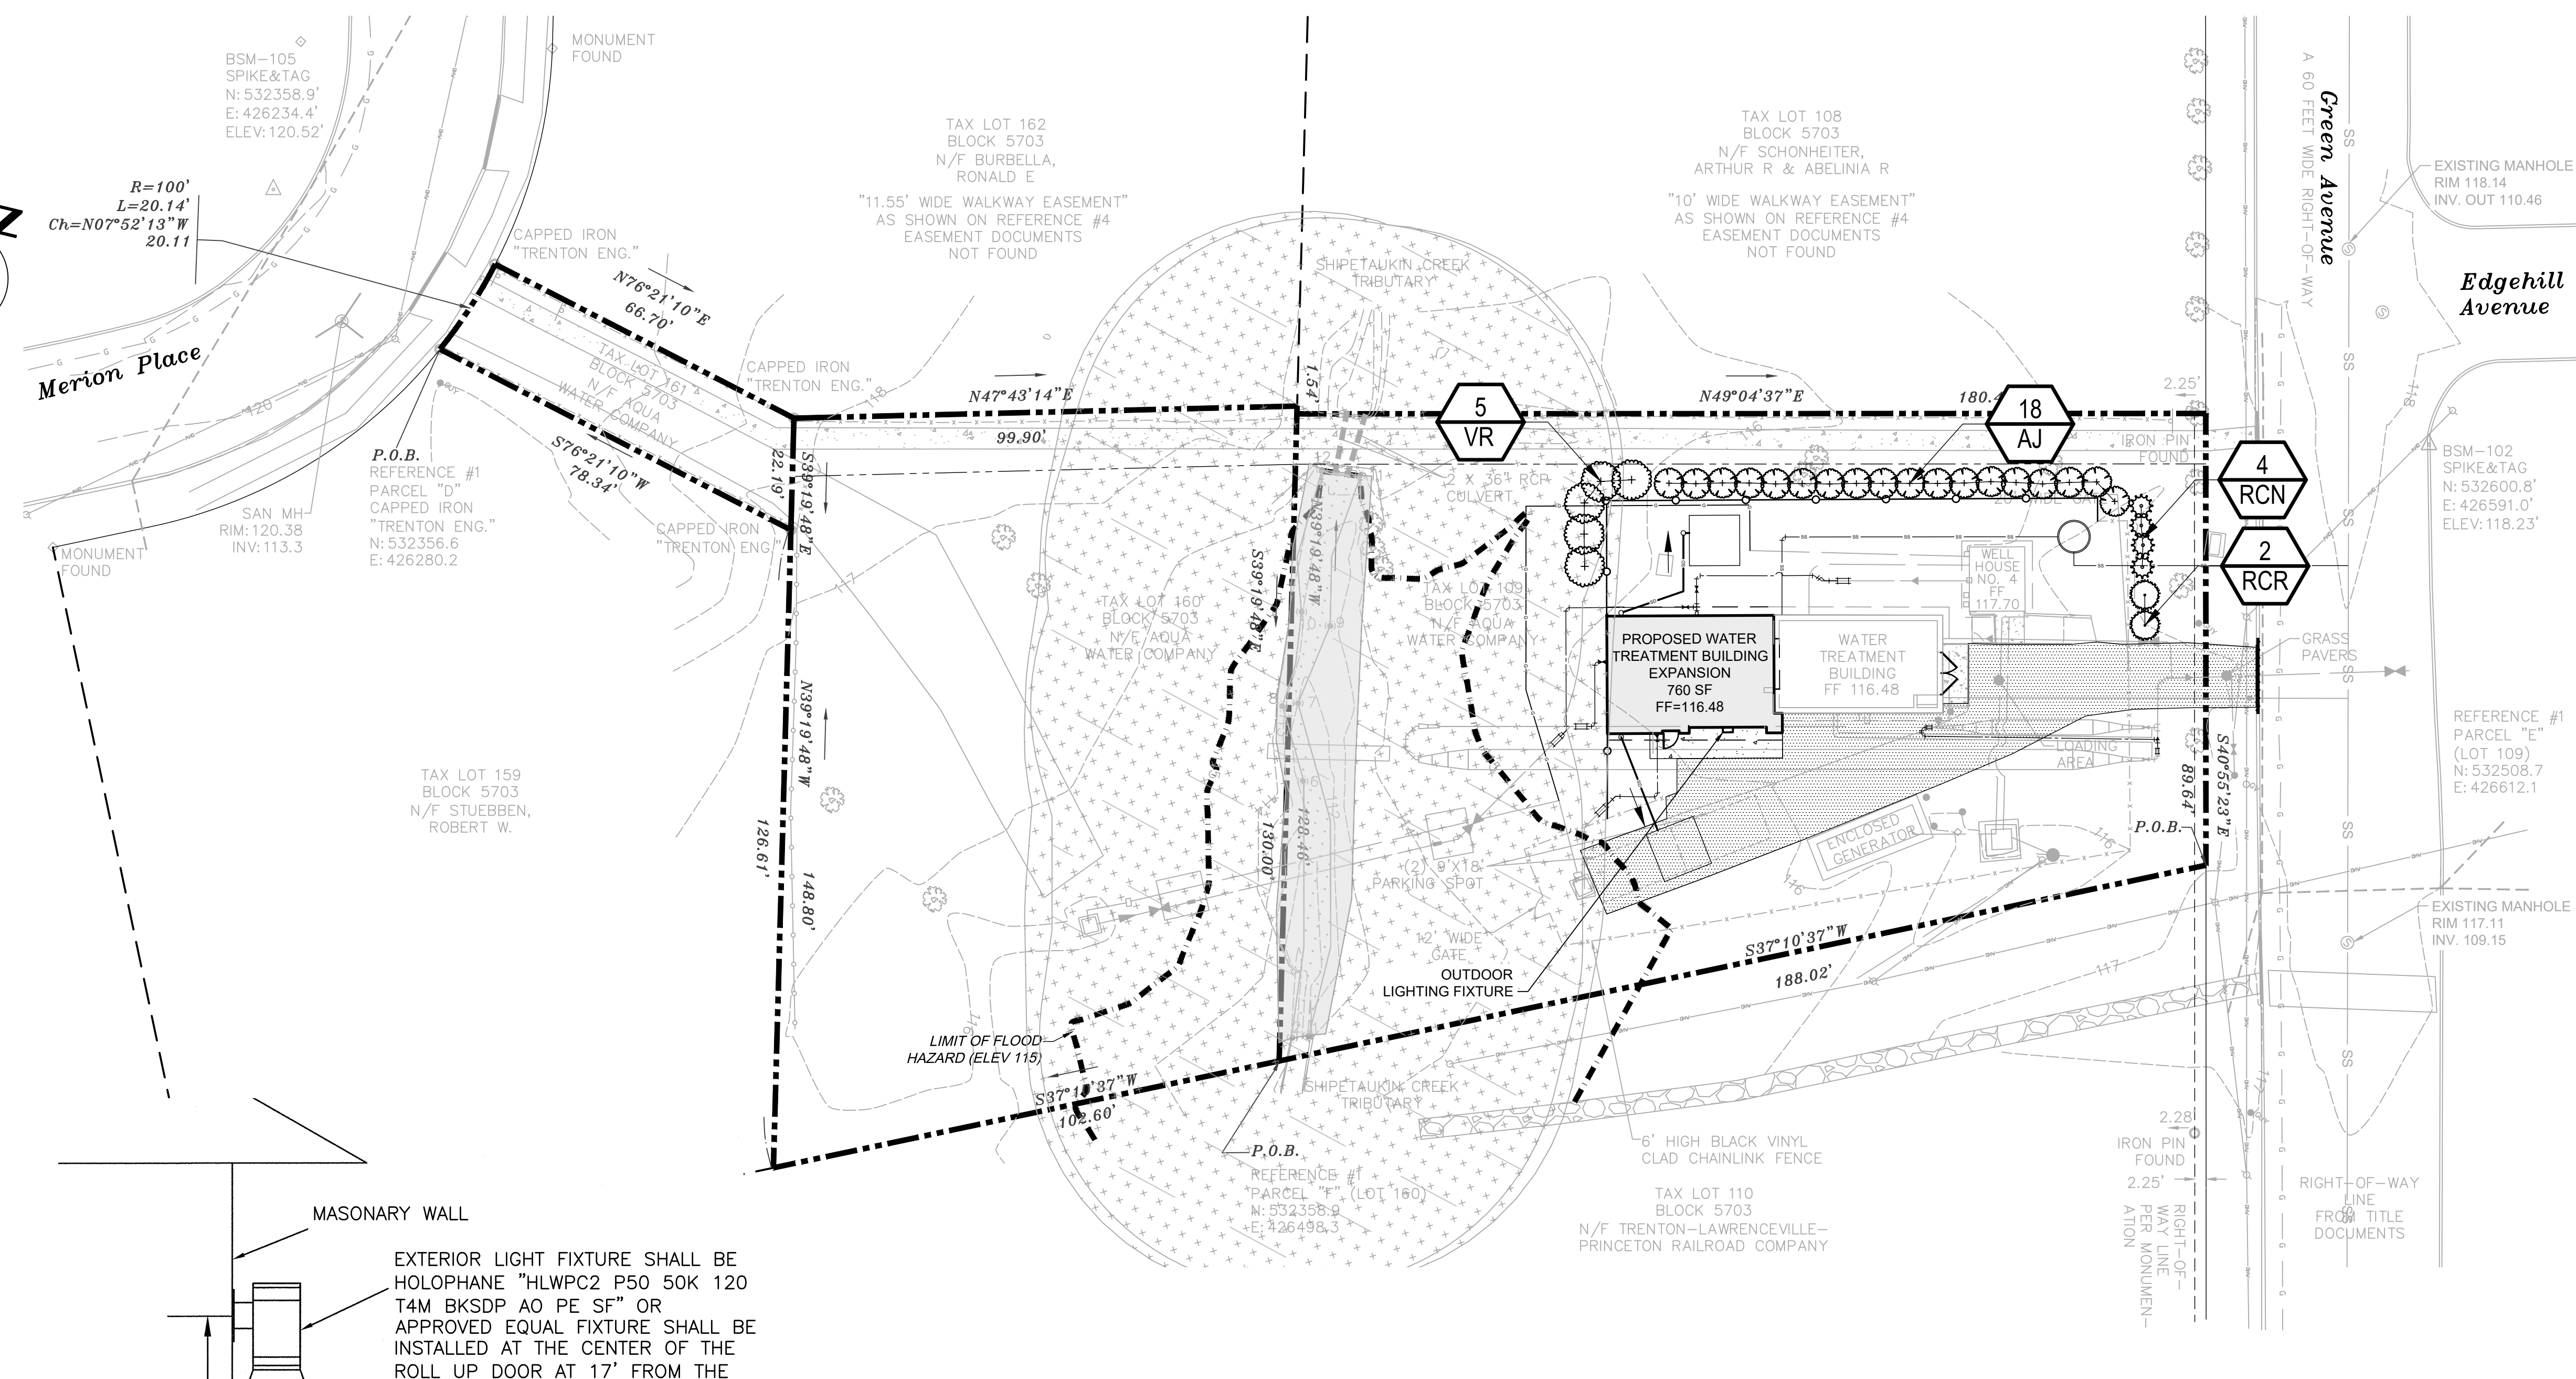 BSM-105
SPIKE&TAG
N: 532358.9'
E: 426234.4'
ELEV: 120.52'
MONUMENT
FOUND
R=100'
L=20.14'
Ch=N07°52'13"W
20.11
Merion Place
120
CAPPED IRON
"TRENTON ENG."
N76°21'10"E
66.70'
TAX LOT 161
BLOCK 5703
N/F AQUA
WATER COMPANY
S76°21'10"W
78.34'
CAPPED IRON
"TRENTON ENG."
CAPPED IRON
"TRENTON ENG."
P.O.B.
REFERENCE #1
PARCEL "D"
CAPPED IRON
"TRENTON ENG."
N: 532356.6
E: 426280.2
SAN MH
RIM: 120.38
INV: 113.3
MONUMENT
FOUND
TAX LOT 162
BLOCK 5703
N/F BURBELLA,
RONALD E
"11.55' WIDE WALKWAY EASEMENT"
AS SHOWN ON REFERENCE #4
EASEMENT DOCUMENTS
NOT FOUND
TAX LOT 108
BLOCK 5703
N/F SCHONHEITER,
ARTHUR R & ABELINIA R
"10' WIDE WALKWAY EASEMENT"
AS SHOWN ON REFERENCE #4
EASEMENT DOCUMENTS
NOT FOUND
SHIPETAUKIN CREEK
TRIBUTARY
Green Avenue
A 60 FEET WIDE RIGHT-OF-WAY
EXISTING MANHOLE
RIM 118.14
INV. OUT 110.46
Edgehill
Avenue
118
N47°43'14"E
99.90'
1.54'
N49°04'37"E
180.4
2.25'
5
VR
18
AJ
4
RCN
2
RCR
IRON PIN
FOUND
BSM-102
SPIKE&TAG
N: 532600.8'
E: 426591.0'
ELEV: 118.23'
22.19'
S39°19'48"E
117
2 X 36" RCP
CULVERT
S39°19'48"E
N39°19'48"W
TAX LOT 160
BLOCK 5703
N/F AQUA
WATER COMPANY
TAX LOT 109
BLOCK 5703
N/F AQUA
WATER COMPANY
WELL
HOUSE
NO. 4
FF
117.70
PROPOSED WATER
TREATMENT BUILDING
EXPANSION
760 SF
FF=116.48
WATER
TREATMENT
BUILDING
FF 116.48
GRASS
PAVERS
LOADING
AREA
N39°19'48"W
126.61'
148.80'
130.00'
128.46'
S40°55'23"E
89.64'
P.O.B.
REFERENCE #1
PARCEL "E"
(LOT 109)
N: 532508.7
E: 426612.1
TAX LOT 159
BLOCK 5703
N/F STUEBBEN,
ROBERT W.
(2) 9'X18'
PARKING SPOT
ENCLOSED
GENERATOR
116
116
12' WIDE
GATE
OUTDOOR
LIGHTING FIXTURE
S37°10'37"W
188.02'
117
EXISTING MANHOLE
RIM 117.11
INV. 109.15
LIMIT OF FLOOD
HAZARD (ELEV 115)
116
S37°10'37"W
102.60'
SHIPETAUKIN CREEK
TRIBUTARY
P.O.B.
REFERENCE #1
PARCEL "F" (LOT 160)
N: 532358.9
E: 426498.3
6' HIGH BLACK VINYL
CLAD CHAINLINK FENCE
TAX LOT 110
BLOCK 5703
N/F TRENTON-LAWRENCEVILLE-
PRINCETON RAILROAD COMPANY
2.28
IRON PIN
FOUND
2.25'
RIGHT-OF-
WAY LINE
PER MONUMEN-
ATION
RIGHT-OF-WAY
LINE
FROM TITLE
DOCUMENTS
MASONARY WALL
EXTERIOR LIGHT FIXTURE SHALL BE
HOLOPHANE "HLWPC2 P50 50K 120
T4M BKSDP AO PE SF" OR
APPROVED EQUAL FIXTURE SHALL BE
INSTALLED AT THE CENTER OF THE
ROLL UP DOOR AT 17' FROM THE